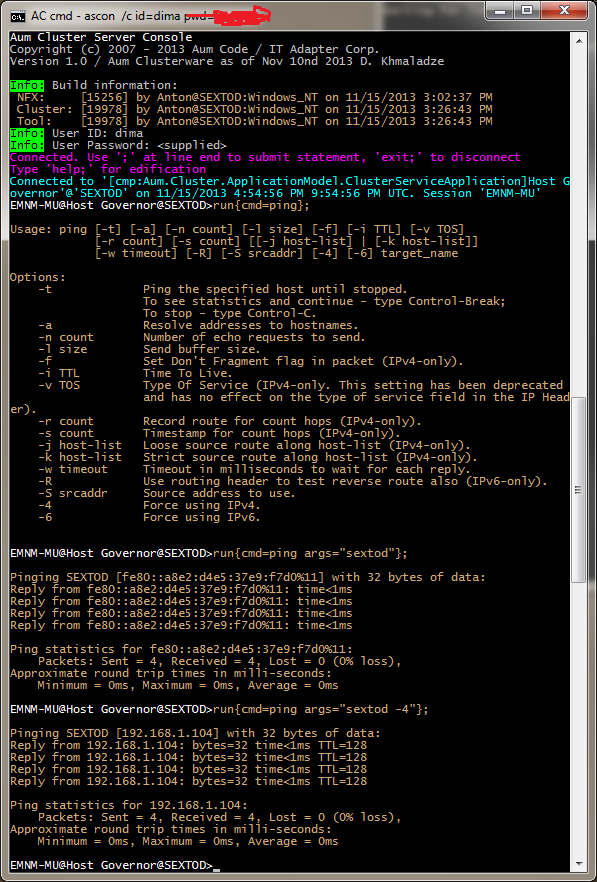 AC cmd - ascon /c id=dima pwd=
Aum Cluster Server Console
Copyright (c) 2007 - 2013 Aum Code / IT Adapter Corp.
Version 1.0 / Aum Clusterware as of Nov 10nd 2013 D. Khmaladze
Info: Build information:
NFX: [15256] by Anton@SEXTOD:Windows_NT on 11/15/2013 3:02:37 PM
Cluster: [19978] by Anton@SEXTOD:Windows_NT on 11/15/2013 3:26:43 PM
Tool: [19978] by Anton@SEXTOD:Windows_NT on 11/15/2013 3:26:43 PM
Info: User ID: dima
Info: User Password: <supplied>
Connected. Use ';' at line end to submit statement, 'exit;' to disconnect
Type 'help;' for edification
Connected to '[cmp:Aum.Cluster.ApplicationModel.ClusterServiceApplication]Host G
overnor'@'SEXTOD' on 11/15/2013 4:54:56 PM 9:54:56 PM UTC. Session 'EMNM-MU'
EMNM-MU@Host Governor@SEXTOD>run{cmd=ping};
Usage: ping [-t] [-a] [-n count] [-l size] [-f] [-i TTL] [-v TOS]
[-r count] [-s count] [[-j host-list] | [-k host-list]]
[-w timeout] [-R] [-S srcaddr] [-4] [-6] target_name
Options:
-t Ping the specified host until stopped.
To see statistics and continue - type Control-Break;
To stop - type Control-C.
-a Resolve addresses to hostnames.
-n count Number of echo requests to send.
-l size Send buffer size.
-f Set Don't Fragment flag in packet (IPv4-only).
-i TTL Time To Live.
-v TOS Type Of Service (IPv4-only. This setting has been deprecated
and has no effect on the type of service field in the IP Head
er).
-r count Record route for count hops (IPv4-only).
-s count Timestamp for count hops (IPv4-only).
-j host-list Loose source route along host-list (IPv4-only).
-k host-list Strict source route along host-list (IPv4-only).
-w timeout Timeout in milliseconds to wait for each reply.
-R Use routing header to test reverse route also (IPv6-only).
-S srcaddr Source address to use.
-4 Force using IPv4.
-6 Force using IPv6.
EMNM-MU@Host Governor@SEXTOD>run{cmd=ping args="sextod"};
Pinging SEXTOD [fe80::a8e2:d4e5:37e9:f7d0%11] with 32 bytes of data:
Reply from fe80::a8e2:d4e5:37e9:f7d0%11: time<1ms
Reply from fe80::a8e2:d4e5:37e9:f7d0%11: time<1ms
Reply from fe80::a8e2:d4e5:37e9:f7d0%11: time<1ms
Reply from fe80::a8e2:d4e5:37e9:f7d0%11: time<1ms
Ping statistics for fe80::a8e2:d4e5:37e9:f7d0%11:
Packets: Sent = 4, Received = 4, Lost = 0 (0% loss),
Approximate round trip times in milli-seconds:
Minimum = 0ms, Maximum = 0ms, Average = 0ms
EMNM-MU@Host Governor@SEXTOD>run{cmd=ping args="sextod -4"};
Pinging SEXTOD [192.168.1.104] with 32 bytes of data:
Reply from 192.168.1.104: bytes=32 time<1ms TTL=128
Reply from 192.168.1.104: bytes=32 time<1ms TTL=128
Reply from 192.168.1.104: bytes=32 time<1ms TTL=128
Reply from 192.168.1.104: bytes=32 time<1ms TTL=128
Ping statistics for 192.168.1.104:
Packets: Sent = 4, Received = 4, Lost = 0 (0% loss),
Approximate round trip times in milli-seconds:
Minimum = 0ms, Maximum = 0ms, Average = 0ms
EMNM-MU@Host Governor@SEXTOD>_